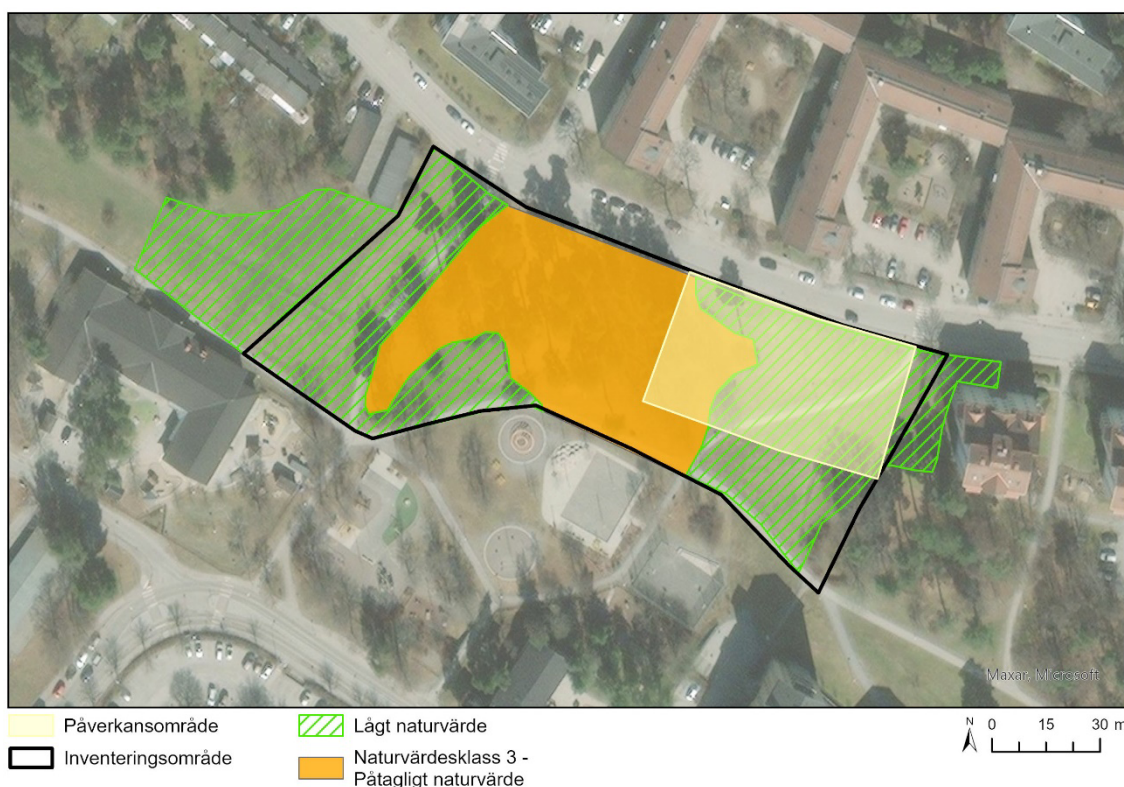 Maxar, Microsoft
Påverkansområde
Inventeringsområde
Lågt naturvärde
Naturvärdesklass 3 -
Påtagligt naturvärde
N
0 15 30 m